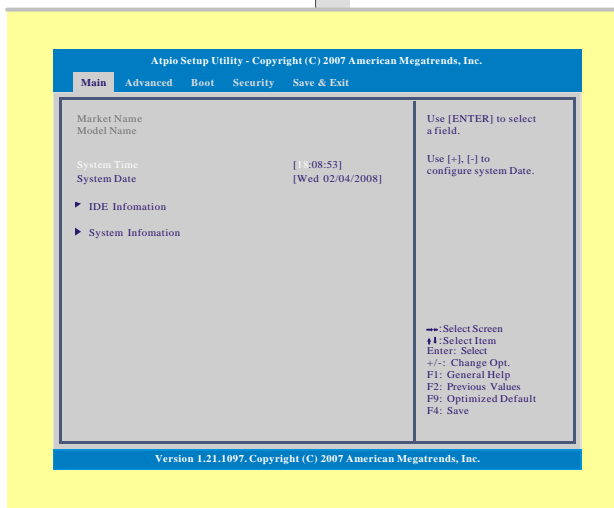 Atpio Setup Utility - Copyright (C) 2007 American Megatrends, Inc.
Main Advanced Boot Security Save & Exit
Market Name
Model Name
System Time [18:08:53]
System Date [Wed 02/04/2008]
IDE Infomation
System Infomation
Use [ENTER] to select
a field.
Use [+], [-] to
configure system Date.
:Select Screen
:Select Item
Enter: Select
+/-: Change Opt.
F1: General Help
F2: Previous Values
F9: Optimized Default
F4: Save
Version 1.21.1097. Copyright (C) 2007 American Megatrends, Inc.